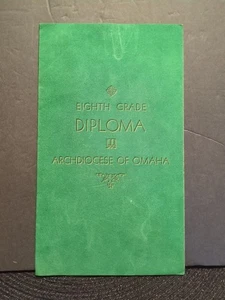 EIGHTH GRADE
DIPLOMA
ARCHDIOCESE OF OMAHA